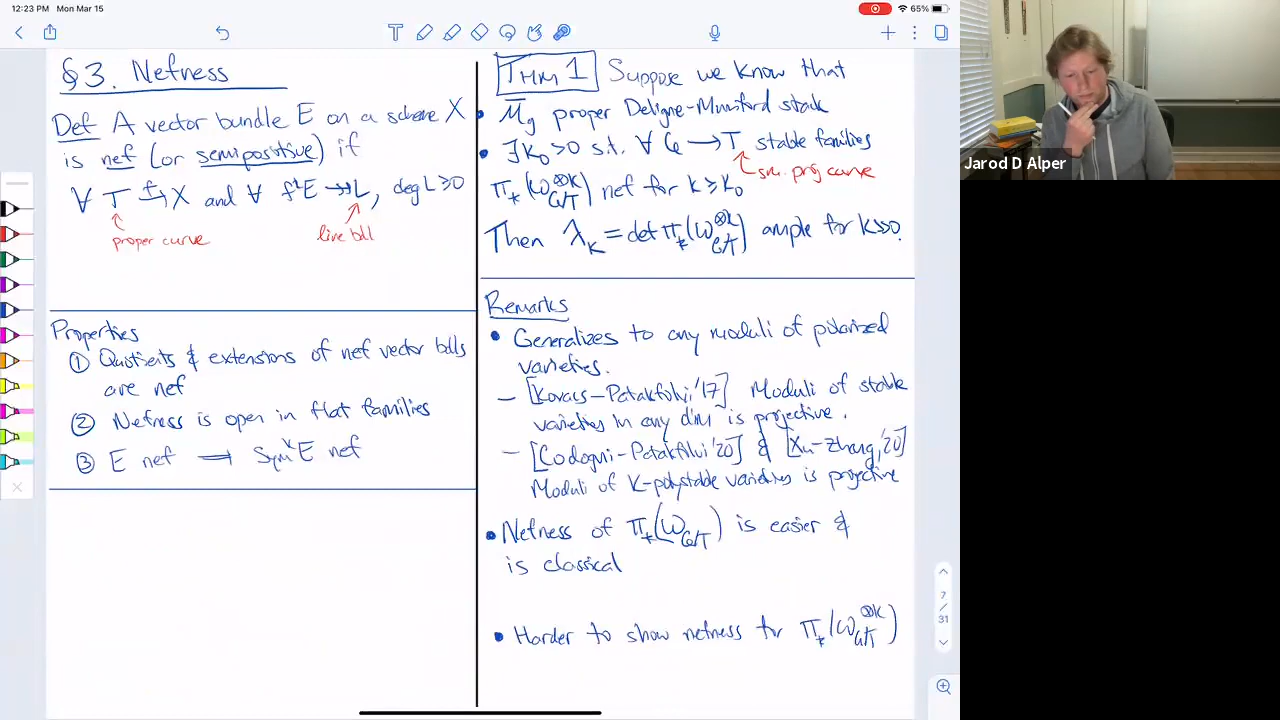 12:23 PM Mon Mar 15
65%
§3. Nefness
Def A vector bundle E on a scheme X
is nef (or semipositive) if
∀ T →f X and ∀ f*E ↠ L, deg L ≥ 0
proper curve
line bdl
Properties
① Quotients & extensions of nef vector bdls
are nef
② Nefness is open in flat families
③ E nef ⟹ Sym^k E nef
THM 1 Suppose we know that
• M̄g proper Deligne-Mumford stack
• ∃ k₀>0 s.t. ∀ C → T stable families
sm. proj curve
π_*(ω_{C/T}^{⊗k}) nef for k ≥ k₀
Then λ_k = det π_*(ω_{C/T}^{⊗k}) ample for k≫0.
Remarks
• Generalizes to any moduli of polarized
varieties.
– [Kovacs-Patakfalvi '17] Moduli of stable
varieties in any dim is projective.
– [Codogni-Patakfalvi '20] & [Xu-Zhang, '20]
Moduli of K-polystable varieties is projective
• Nefness of π_*(ω_{C/T}) is easier &
is classical
• Harder to show nefness for π_*(ω_{C/T}^{⊗k})
7
/
31
Jarod D Alper